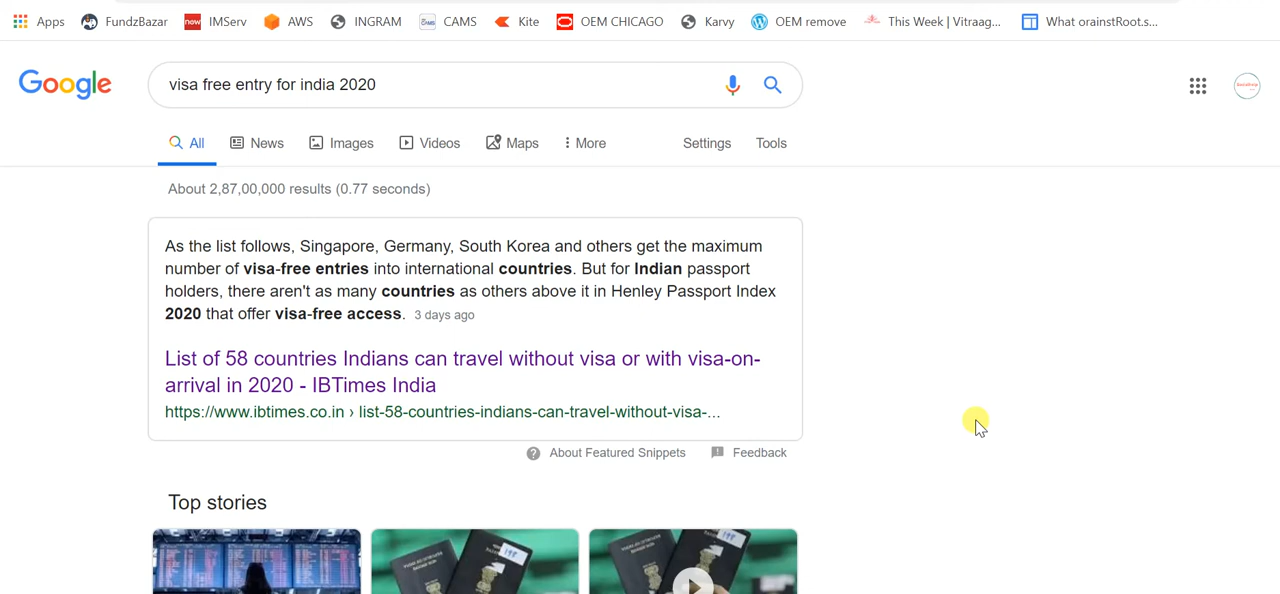 Apps FundzBazar IMServ AWS INGRAM CAMS Kite OEM CHICAGO Karvy OEM remove This Week | Vitraag... What orainstRoot.s...
Google visa free entry for india 2020
All News Images Videos Maps More Settings Tools
About 2,87,00,000 results (0.77 seconds)
As the list follows, Singapore, Germany, South Korea and others get the maximum
number of visa-free entries into international countries. But for Indian passport
holders, there aren't as many countries as others above it in Henley Passport Index
2020 that offer visa-free access. 3 days ago
List of 58 countries Indians can travel without visa or with visa-on-
arrival in 2020 - IBTimes India
https://www.ibtimes.co.in › list-58-countries-indians-can-travel-without-visa-...
About Featured Snippets Feedback
Top stories